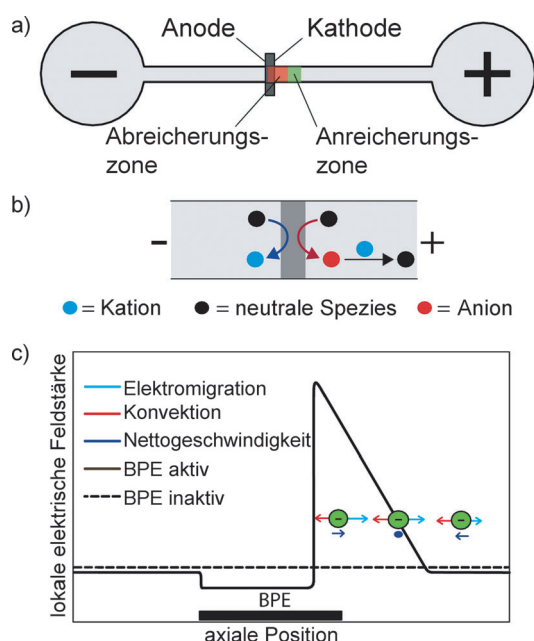 a)
Anode
Kathode
−
+
Abreicherungs-
zone
Anreicherungs-
zone
b)
-
+
= Kation
= neutrale Spezies
= Anion
c)
lokale elektrische Feldstärke
Elektromigration
Konvektion
Nettogeschwindigkeit
BPE aktiv
BPE inaktiv
- - -
BPE
axiale Position